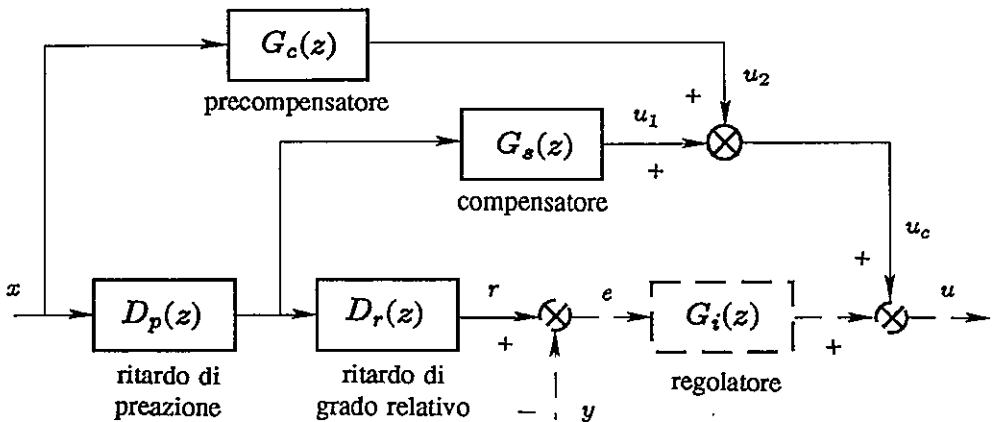 G_c(z)
precompensatore
u_2
+
u_1
+
G_s(z)
compensatore
u_c
+
x
D_p(z)
ritardo di
preazione
D_r(z)
ritardo di
grado relativo
r
+
e
G_i(z)
regolatore
+
u
−
y